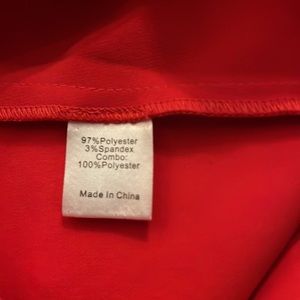 97%Polyester
3%Spandex
Combo:
100%Polyester
Made In China